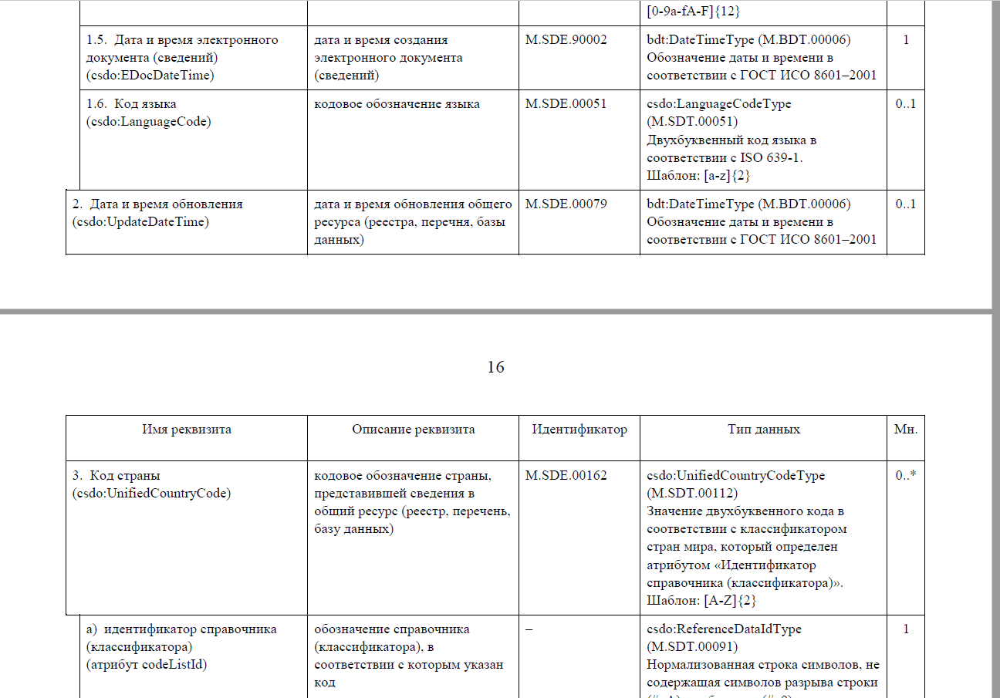 [0-9a-fA-F]{12}
1.5. Дата и время электронного
документа (сведений)
(csdo:EDocDateTime)
дата и время создания
электронного документа
(сведений)
M.SDE.90002
bdt:DateTimeType (M.BDT.00006)
Обозначение даты и времени в
соответствии с ГОСТ ИСО 8601–2001
1
1.6. Код языка
(csdo:LanguageCode)
кодовое обозначение языка
M.SDE.00051
csdo:LanguageCodeType
(M.SDT.00051)
Двухбуквенный код языка в
соответствии с ISO 639-1.
Шаблон: [a-z]{2}
0..1
2. Дата и время обновления
(csdo:UpdateDateTime)
дата и время обновления общего
ресурса (реестра, перечня, базы
данных)
M.SDE.00079
bdt:DateTimeType (M.BDT.00006)
Обозначение даты и времени в
соответствии с ГОСТ ИСО 8601–2001
0..1
16
Имя реквизита
Описание реквизита
Идентификатор
Тип данных
Мн.
3. Код страны
(csdo:UnifiedCountryCode)
кодовое обозначение страны,
представившей сведения в
общий ресурс (реестр, перечень,
базу данных)
M.SDE.00162
csdo:UnifiedCountryCodeType
(M.SDT.00112)
Значение двухбуквенного кода в
соответствии с классификатором
стран мира, который определен
атрибутом «Идентификатор
справочника (классификатора)».
Шаблон: [A-Z]{2}
0..*
а) идентификатор справочника
(классификатора)
(атрибут codeListId)
обозначение справочника
(классификатора), в
соответствии с которым указан
код
–
csdo:ReferenceDataIdType
(M.SDT.00091)
Нормализованная строка символов, не
содержащая символов разрыва строки
1